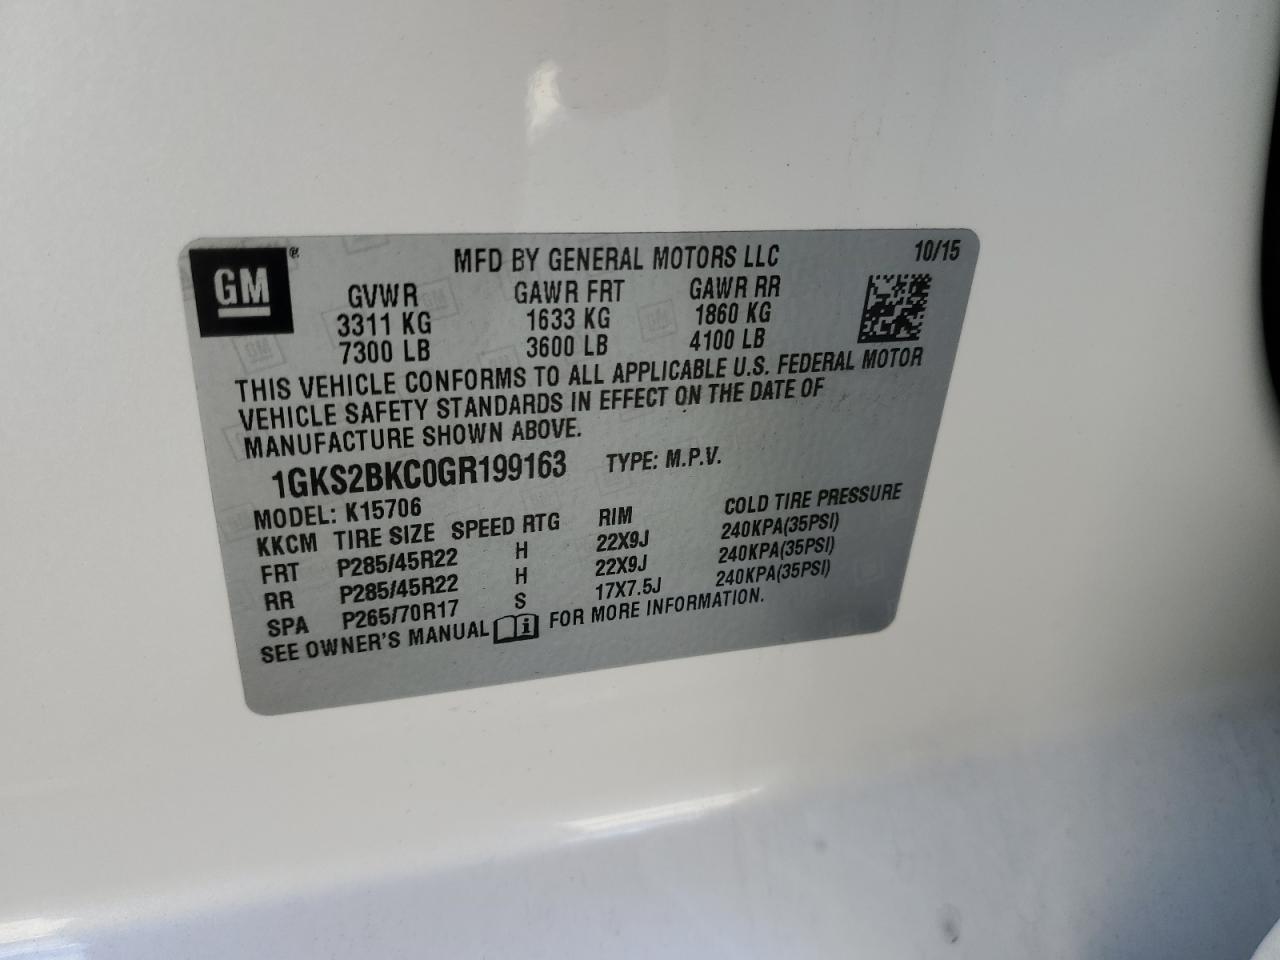 GM®
MFD BY GENERAL MOTORS LLC 10/15
GVWR GAWR FRT GAWR RR
3311 KG 1633 KG 1860 KG
7300 LB 3600 LB 4100 LB
THIS VEHICLE CONFORMS TO ALL APPLICABLE U.S. FEDERAL MOTOR
VEHICLE SAFETY STANDARDS IN EFFECT ON THE DATE OF
MANUFACTURE SHOWN ABOVE.
1GKS2BKC0GR199163 TYPE: M.P.V.
MODEL: K15706
KKCM TIRE SIZE SPEED RTG RIM COLD TIRE PRESSURE
FRT P285/45R22 H 22X9J 240KPA(35PSI)
RR P285/45R22 H 22X9J 240KPA(35PSI)
SPA P265/70R17 S 17X7.5J 240KPA(35PSI)
SEE OWNER'S MANUAL i FOR MORE INFORMATION.